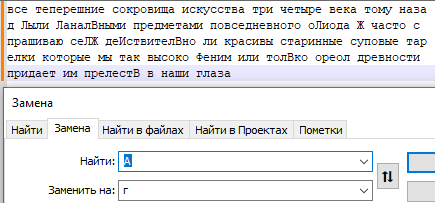 все теперешние сокровища искусства три четыре века тому наза
д Лыли ЛаналВными предметами повседневного оЛиода Ж часто с
прашиваю сеЛЖ деИствителВно ли красивы старинные суповые тар
елки которые мы так высоко Феним или толВко ореол древности
придает им прелестВ в наши глаза
Замена
Найти Замена Найти в файлах Найти в Проектах Пометки
Найти: А
Заменить на: г